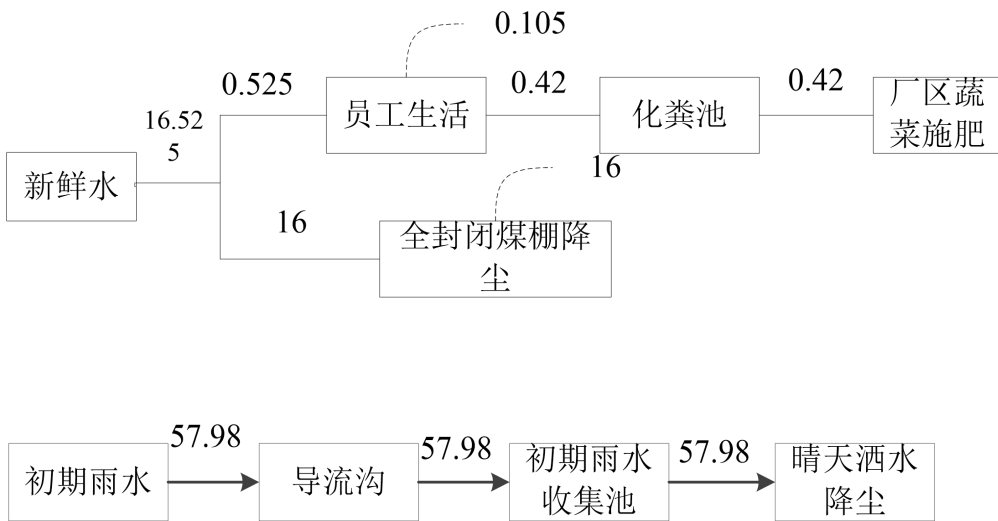 0.105
0.525
员工生活
0.42
化粪池
0.42
厂区蔬
菜施肥
16.52
5
新鲜水
16
16
全封闭煤棚降
尘
57.98
57.98
57.98
初期雨水
导流沟
初期雨水
收集池
晴天洒水
降尘